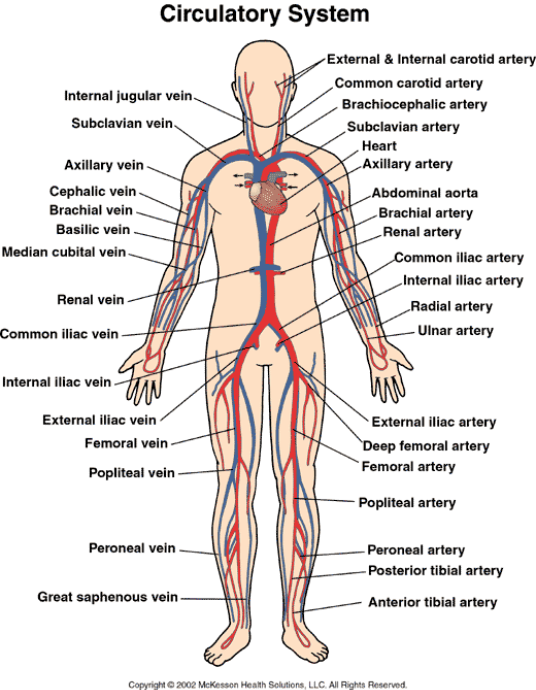 Circulatory System
External & Internal carotid artery
Common carotid artery
Internal jugular vein
Brachiocephalic artery
Subclavian vein
Subclavian artery
Heart
Axillary vein
Axillary artery
Cephalic vein
Abdominal aorta
Brachial vein
Brachial artery
Basilic vein
Renal artery
Median cubital vein
Common iliac artery
Internal iliac artery
Renal vein
Radial artery
Common iliac vein
Ulnar artery
Internal iliac vein
External iliac vein
External iliac artery
Femoral vein
Deep femoral artery
Femoral artery
Popliteal vein
Popliteal artery
Peroneal vein
Peroneal artery
Posterior tibial artery
Great saphenous vein
Anterior tibial artery
Copyright © 2002 McKesson Health Solutions, LLC. All Rights Reserved.